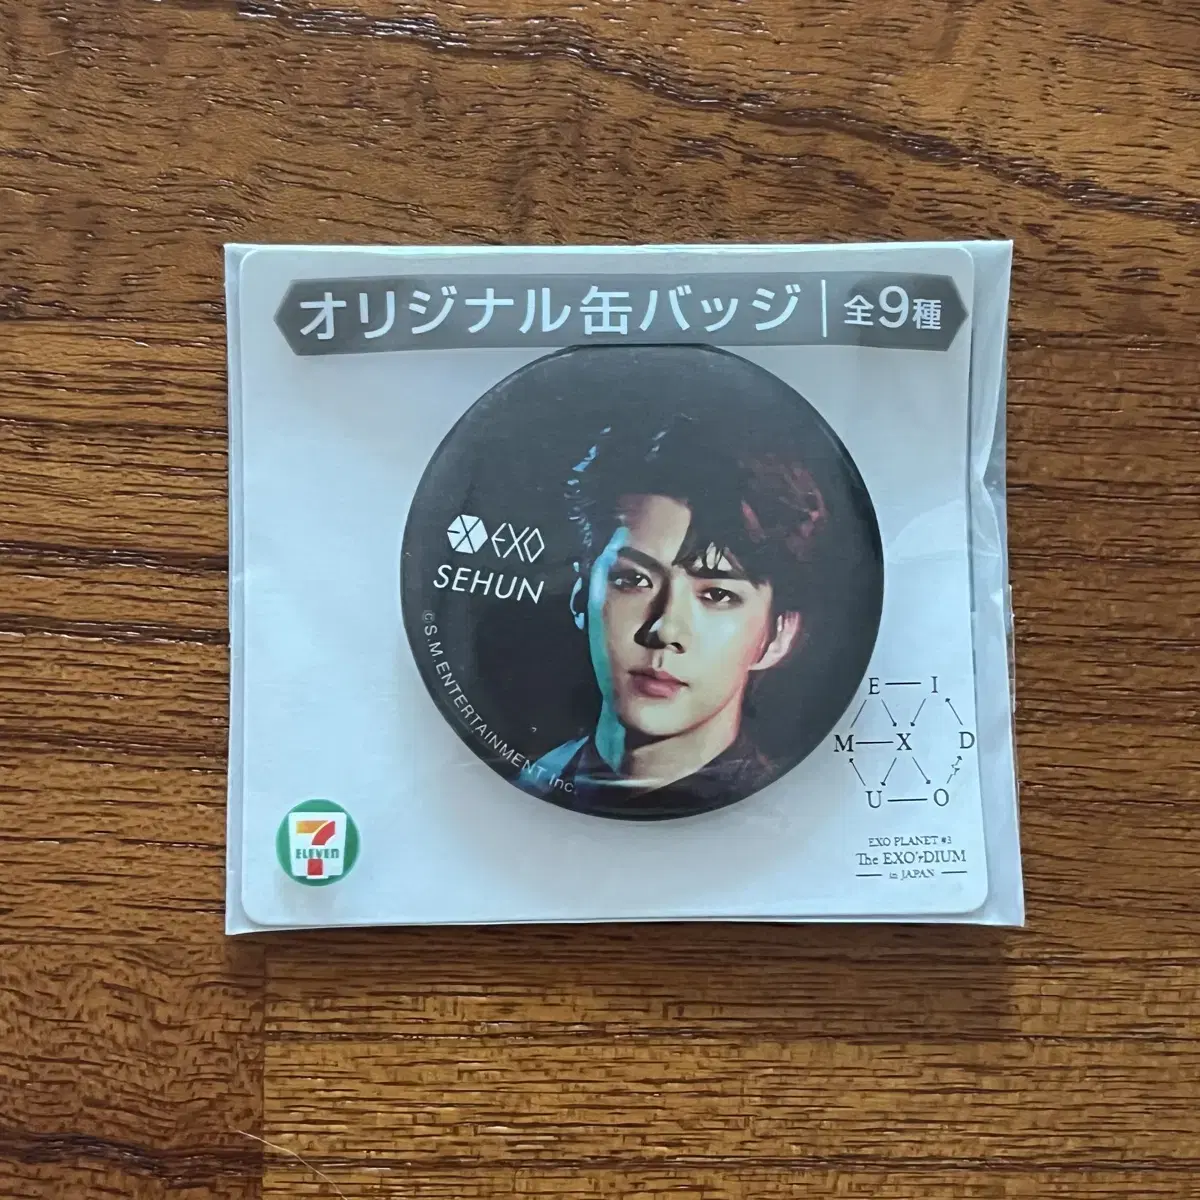 オリジナル缶バッジ | 全9種
EXO
SEHUN
©S.M.ENTERTAINMENT Inc.
E I
M X D
U O
EXO PLANET #3
The EXO'rDIUM
in JAPAN
7
ELEVEN